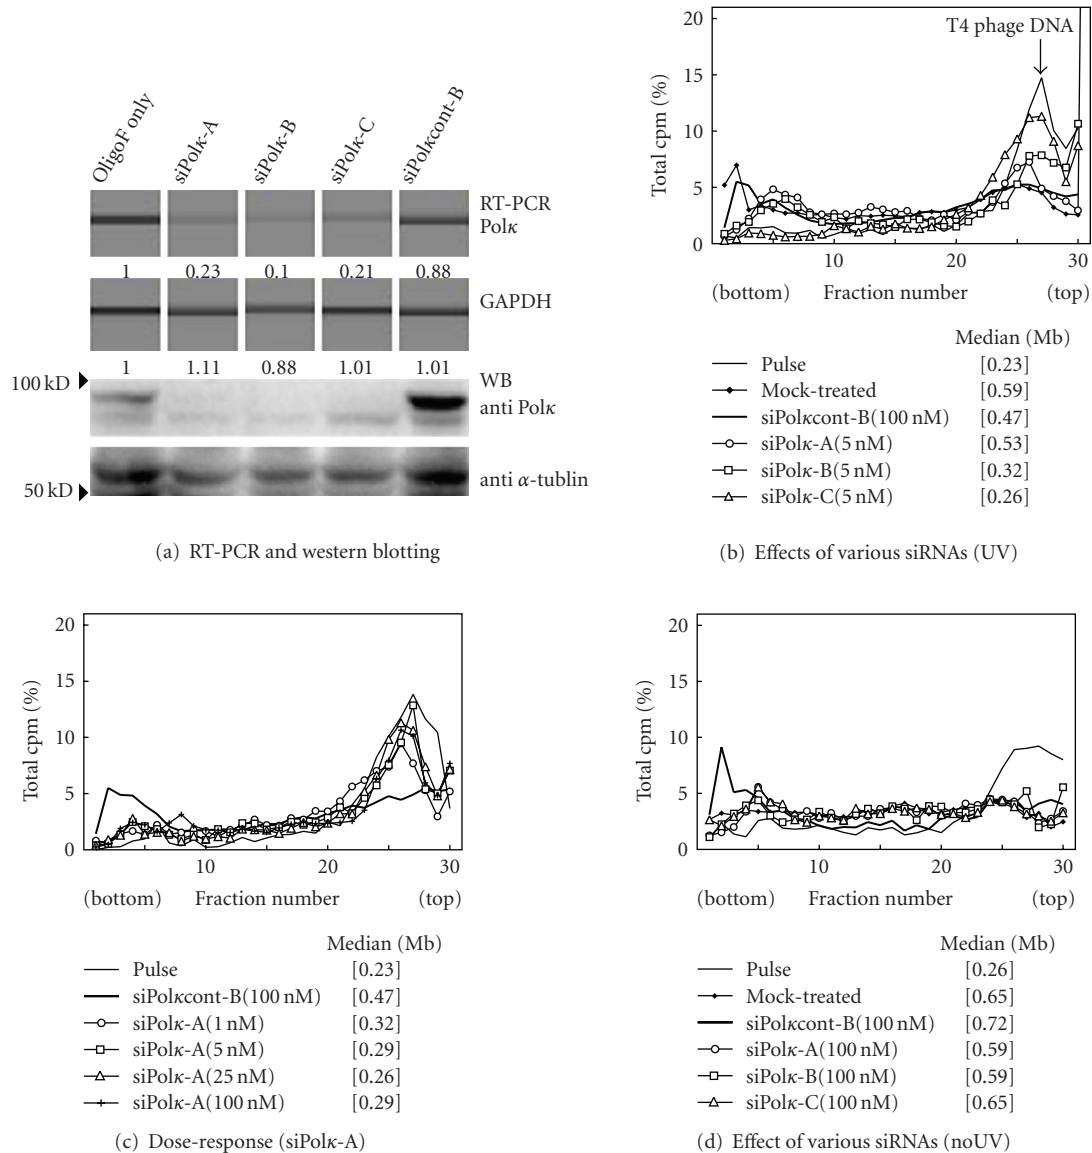 OligoF only
siPolκ-A
siPolκ-B
siPolκ-C
siPolκcont-B
RT-PCR
Polκ
1 0.23 0.1 0.21 0.88
GAPDH
1 1.11 0.88 1.01 1.01
100 kD
WB
anti Polκ
anti α-tublin
50 kD
(a) RT-PCR and western blotting
20
15
10
5
0
Total cpm (%)
T4 phage DNA
10 20 30
(bottom) Fraction number (top)
Median (Mb)
Pulse [0.23]
Mock-treated [0.59]
siPolκcont-B(100 nM) [0.47]
siPolκ-A(5 nM) [0.53]
siPolκ-B(5 nM) [0.32]
siPolκ-C(5 nM) [0.26]
(b) Effects of various siRNAs (UV)
20
15
10
5
0
Total cpm (%)
10 20 30
(bottom) Fraction number (top)
Median (Mb)
Pulse [0.23]
siPolκcont-B(100 nM) [0.47]
siPolκ-A(1 nM) [0.32]
siPolκ-A(5 nM) [0.29]
siPolκ-A(25 nM) [0.26]
siPolκ-A(100 nM) [0.29]
(c) Dose-response (siPolκ-A)
20
15
10
5
0
Total cpm (%)
10 20 30
(bottom) Fraction number (top)
Median (Mb)
Pulse [0.26]
Mock-treated [0.65]
siPolκcont-B(100 nM) [0.72]
siPolκ-A(100 nM) [0.59]
siPolκ-B(100 nM) [0.59]
siPolκ-C(100 nM) [0.65]
(d) Effect of various siRNAs (noUV)